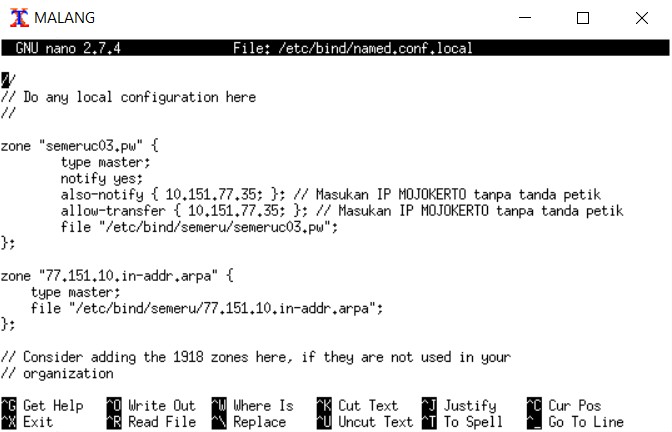 MALANG
GNU nano 2.7.4 File: /etc/bind/named.conf.local
//
// Do any local configuration here
//
zone "semeruc03.pw" {
type master;
notify yes;
also-notify { 10.151.77.35; }; // Masukan IP MOJOKERTO tanpa tanda petik
allow-transfer { 10.151.77.35; }; // Masukan IP MOJOKERTO tanpa tanda petik
file "/etc/bind/semeru/semeruc03.pw";
};
zone "77.151.10.in-addr.arpa" {
type master;
file "/etc/bind/semeru/77.151.10.in-addr.arpa";
};
// Consider adding the 1918 zones here, if they are not used in your
// organization
^G Get Help ^O Write Out ^W Where Is ^K Cut Text ^J Justify ^C Cur Pos
^X Exit ^R Read File ^\ Replace ^U Uncut Text ^T To Spell ^_ Go To Line